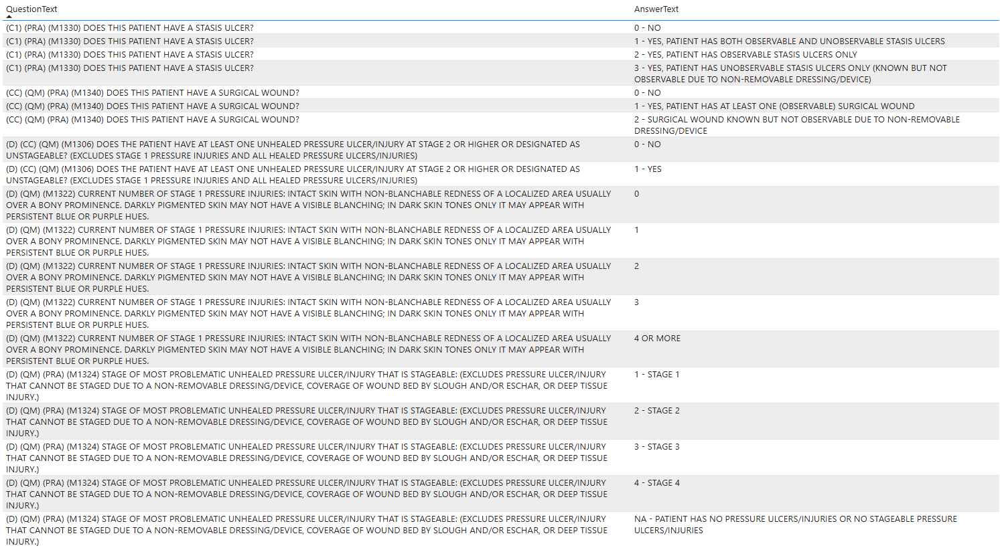 QuestionText AnswerText
(C1) (PRA) (M1330) DOES THIS PATIENT HAVE A STASIS ULCER? 0 - NO
(C1) (PRA) (M1330) DOES THIS PATIENT HAVE A STASIS ULCER? 1 - YES, PATIENT HAS BOTH OBSERVABLE AND UNOBSERVABLE STASIS ULCERS
(C1) (PRA) (M1330) DOES THIS PATIENT HAVE A STASIS ULCER? 2 - YES, PATIENT HAS OBSERVABLE STASIS ULCERS ONLY
(C1) (PRA) (M1330) DOES THIS PATIENT HAVE A STASIS ULCER? 3 - YES, PATIENT HAS UNOBSERVABLE STASIS ULCERS ONLY (KNOWN BUT NOT
OBSERVABLE DUE TO NON-REMOVABLE DRESSING/DEVICE)
(CC) (QM) (PRA) (M1340) DOES THIS PATIENT HAVE A SURGICAL WOUND? 0 - NO
(CC) (QM) (PRA) (M1340) DOES THIS PATIENT HAVE A SURGICAL WOUND? 1 - YES, PATIENT HAS AT LEAST ONE (OBSERVABLE) SURGICAL WOUND
(CC) (QM) (PRA) (M1340) DOES THIS PATIENT HAVE A SURGICAL WOUND? 2 - SURGICAL WOUND KNOWN BUT NOT OBSERVABLE DUE TO NON-REMOVABLE
DRESSING/DEVICE
(D) (CC) (QM) (M1306) DOES THE PATIENT HAVE AT LEAST ONE UNHEALED PRESSURE ULCER/INJURY AT STAGE 2 OR HIGHER OR DESIGNATED AS 0 - NO
UNSTAGEABLE? (EXCLUDES STAGE 1 PRESSURE INJURIES AND ALL HEALED PRESSURE ULCERS/INJURIES)
(D) (CC) (QM) (M1306) DOES THE PATIENT HAVE AT LEAST ONE UNHEALED PRESSURE ULCER/INJURY AT STAGE 2 OR HIGHER OR DESIGNATED AS 1 - YES
UNSTAGEABLE? (EXCLUDES STAGE 1 PRESSURE INJURIES AND ALL HEALED PRESSURE ULCERS/INJURIES)
(D) (QM) (M1322) CURRENT NUMBER OF STAGE 1 PRESSURE INJURIES: INTACT SKIN WITH NON-BLANCHABLE REDNESS OF A LOCALIZED AREA USUALLY 0
OVER A BONY PROMINENCE. DARKLY PIGMENTED SKIN MAY NOT HAVE A VISIBLE BLANCHING; IN DARK SKIN TONES ONLY IT MAY APPEAR WITH
PERSISTENT BLUE OR PURPLE HUES.
(D) (QM) (M1322) CURRENT NUMBER OF STAGE 1 PRESSURE INJURIES: INTACT SKIN WITH NON-BLANCHABLE REDNESS OF A LOCALIZED AREA USUALLY 1
OVER A BONY PROMINENCE. DARKLY PIGMENTED SKIN MAY NOT HAVE A VISIBLE BLANCHING; IN DARK SKIN TONES ONLY IT MAY APPEAR WITH
PERSISTENT BLUE OR PURPLE HUES.
(D) (QM) (M1322) CURRENT NUMBER OF STAGE 1 PRESSURE INJURIES: INTACT SKIN WITH NON-BLANCHABLE REDNESS OF A LOCALIZED AREA USUALLY 2
OVER A BONY PROMINENCE. DARKLY PIGMENTED SKIN MAY NOT HAVE A VISIBLE BLANCHING; IN DARK SKIN TONES ONLY IT MAY APPEAR WITH
PERSISTENT BLUE OR PURPLE HUES.
(D) (QM) (M1322) CURRENT NUMBER OF STAGE 1 PRESSURE INJURIES: INTACT SKIN WITH NON-BLANCHABLE REDNESS OF A LOCALIZED AREA USUALLY 3
OVER A BONY PROMINENCE. DARKLY PIGMENTED SKIN MAY NOT HAVE A VISIBLE BLANCHING; IN DARK SKIN TONES ONLY IT MAY APPEAR WITH
PERSISTENT BLUE OR PURPLE HUES.
(D) (QM) (M1322) CURRENT NUMBER OF STAGE 1 PRESSURE INJURIES: INTACT SKIN WITH NON-BLANCHABLE REDNESS OF A LOCALIZED AREA USUALLY 4 OR MORE
OVER A BONY PROMINENCE. DARKLY PIGMENTED SKIN MAY NOT HAVE A VISIBLE BLANCHING; IN DARK SKIN TONES ONLY IT MAY APPEAR WITH
PERSISTENT BLUE OR PURPLE HUES.
(D) (QM) (PRA) (M1324) STAGE OF MOST PROBLEMATIC UNHEALED PRESSURE ULCER/INJURY THAT IS STAGEABLE: (EXCLUDES PRESSURE ULCER/INJURY 1 - STAGE 1
THAT CANNOT BE STAGED DUE TO A NON-REMOVABLE DRESSING/DEVICE, COVERAGE OF WOUND BED BY SLOUGH AND/OR ESCHAR, OR DEEP TISSUE
INJURY.)
(D) (QM) (PRA) (M1324) STAGE OF MOST PROBLEMATIC UNHEALED PRESSURE ULCER/INJURY THAT IS STAGEABLE: (EXCLUDES PRESSURE ULCER/INJURY 2 - STAGE 2
THAT CANNOT BE STAGED DUE TO A NON-REMOVABLE DRESSING/DEVICE, COVERAGE OF WOUND BED BY SLOUGH AND/OR ESCHAR, OR DEEP TISSUE
INJURY.)
(D) (QM) (PRA) (M1324) STAGE OF MOST PROBLEMATIC UNHEALED PRESSURE ULCER/INJURY THAT IS STAGEABLE: (EXCLUDES PRESSURE ULCER/INJURY 3 - STAGE 3
THAT CANNOT BE STAGED DUE TO A NON-REMOVABLE DRESSING/DEVICE, COVERAGE OF WOUND BED BY SLOUGH AND/OR ESCHAR, OR DEEP TISSUE
INJURY.)
(D) (QM) (PRA) (M1324) STAGE OF MOST PROBLEMATIC UNHEALED PRESSURE ULCER/INJURY THAT IS STAGEABLE: (EXCLUDES PRESSURE ULCER/INJURY 4 - STAGE 4
THAT CANNOT BE STAGED DUE TO A NON-REMOVABLE DRESSING/DEVICE, COVERAGE OF WOUND BED BY SLOUGH AND/OR ESCHAR, OR DEEP TISSUE
INJURY.)
(D) (QM) (PRA) (M1324) STAGE OF MOST PROBLEMATIC UNHEALED PRESSURE ULCER/INJURY THAT IS STAGEABLE: (EXCLUDES PRESSURE ULCER/INJURY NA - PATIENT HAS NO PRESSURE ULCERS/INJURIES OR NO STAGEABLE PRESSURE
THAT CANNOT BE STAGED DUE TO A NON-REMOVABLE DRESSING/DEVICE, COVERAGE OF WOUND BED BY SLOUGH AND/OR ESCHAR, OR DEEP TISSUE ULCERS/INJURIES
INJURY.)